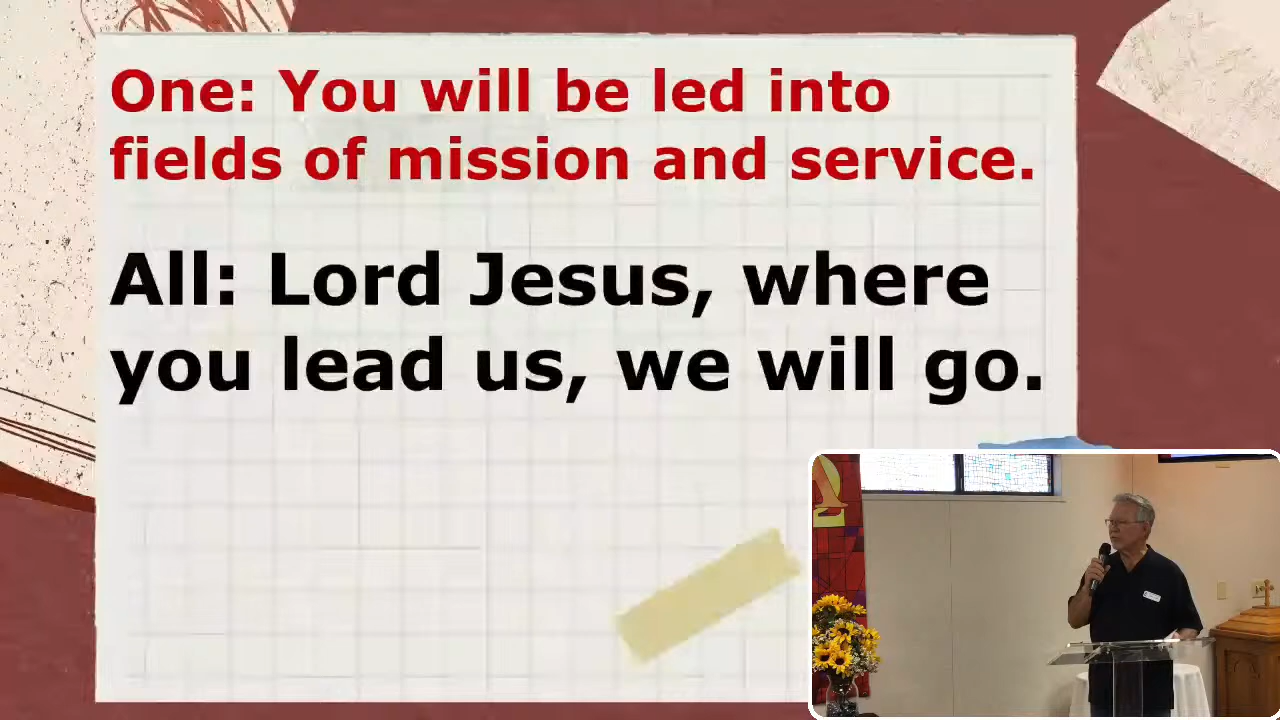 One: You will be led into
fields of mission and service.
All: Lord Jesus, where
you lead us, we will go.